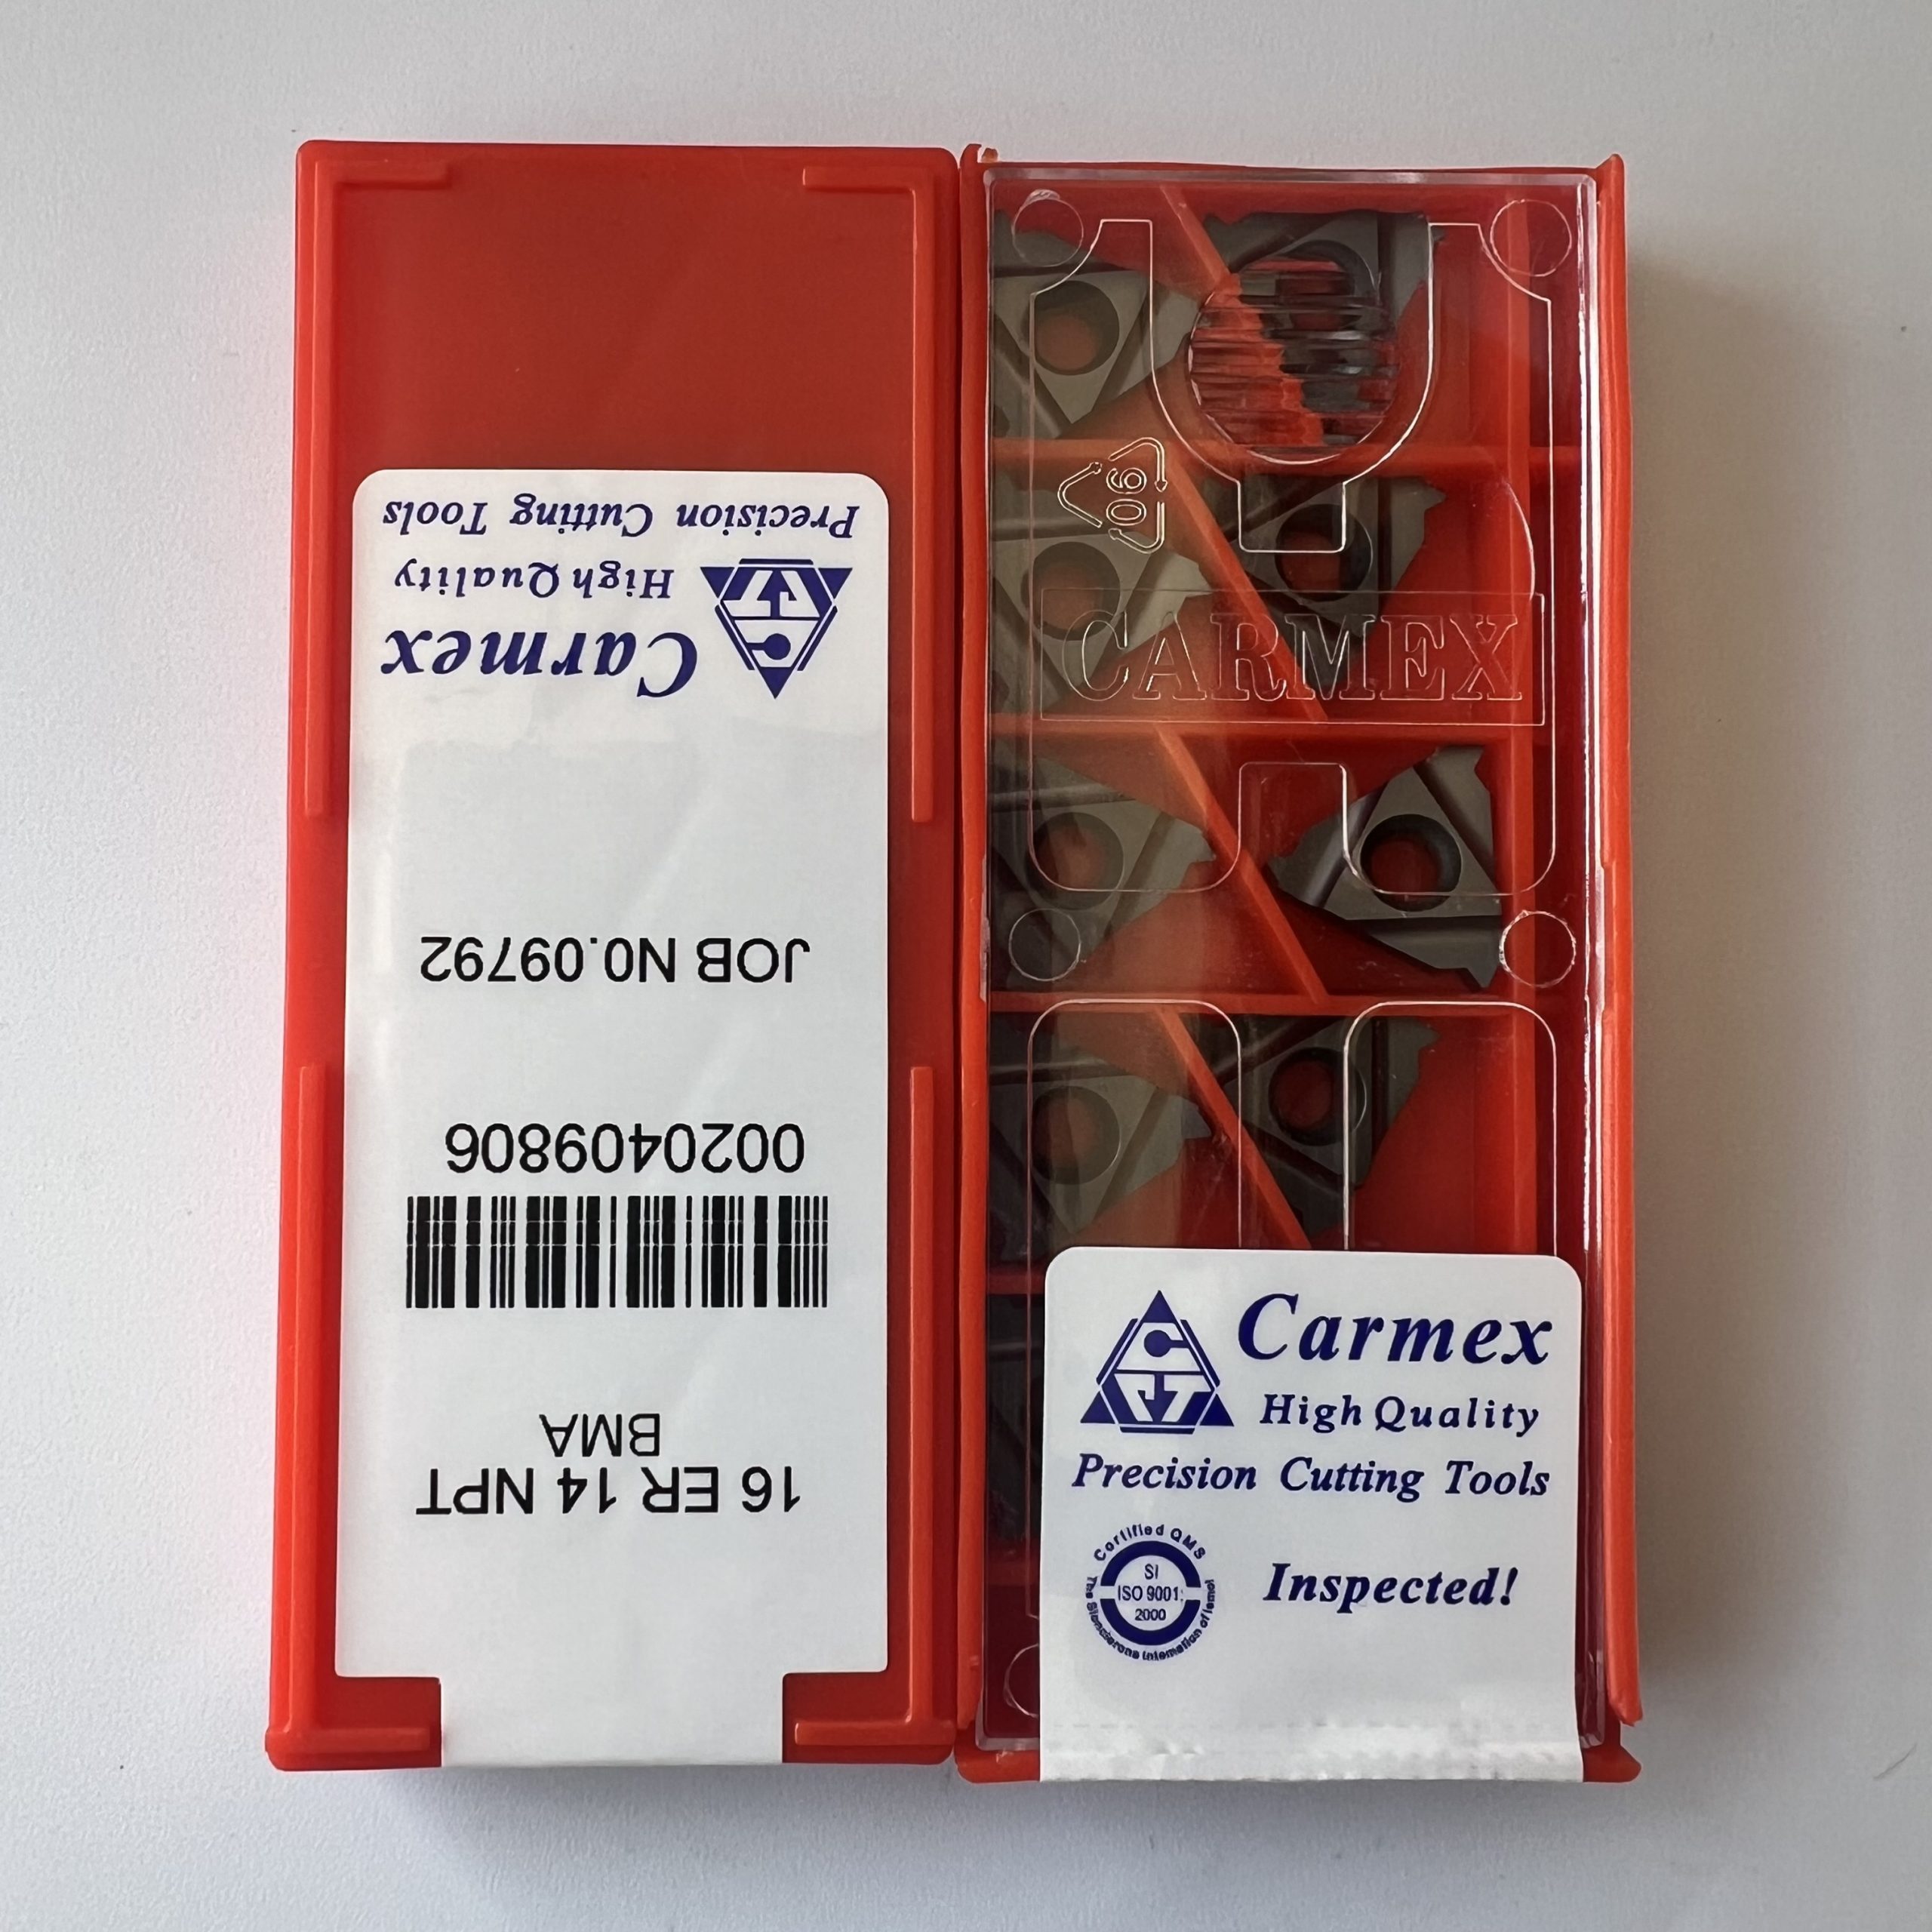 Carmex
High Quality
Precision Cutting Tools
JOB N0.09792
0020409806
16 ER 14 NPT
BMA
06
CARMEX
Carmex
High Quality
Precision Cutting Tools
Certified QMS
SI
ISO 9001:
2000
Inspected!